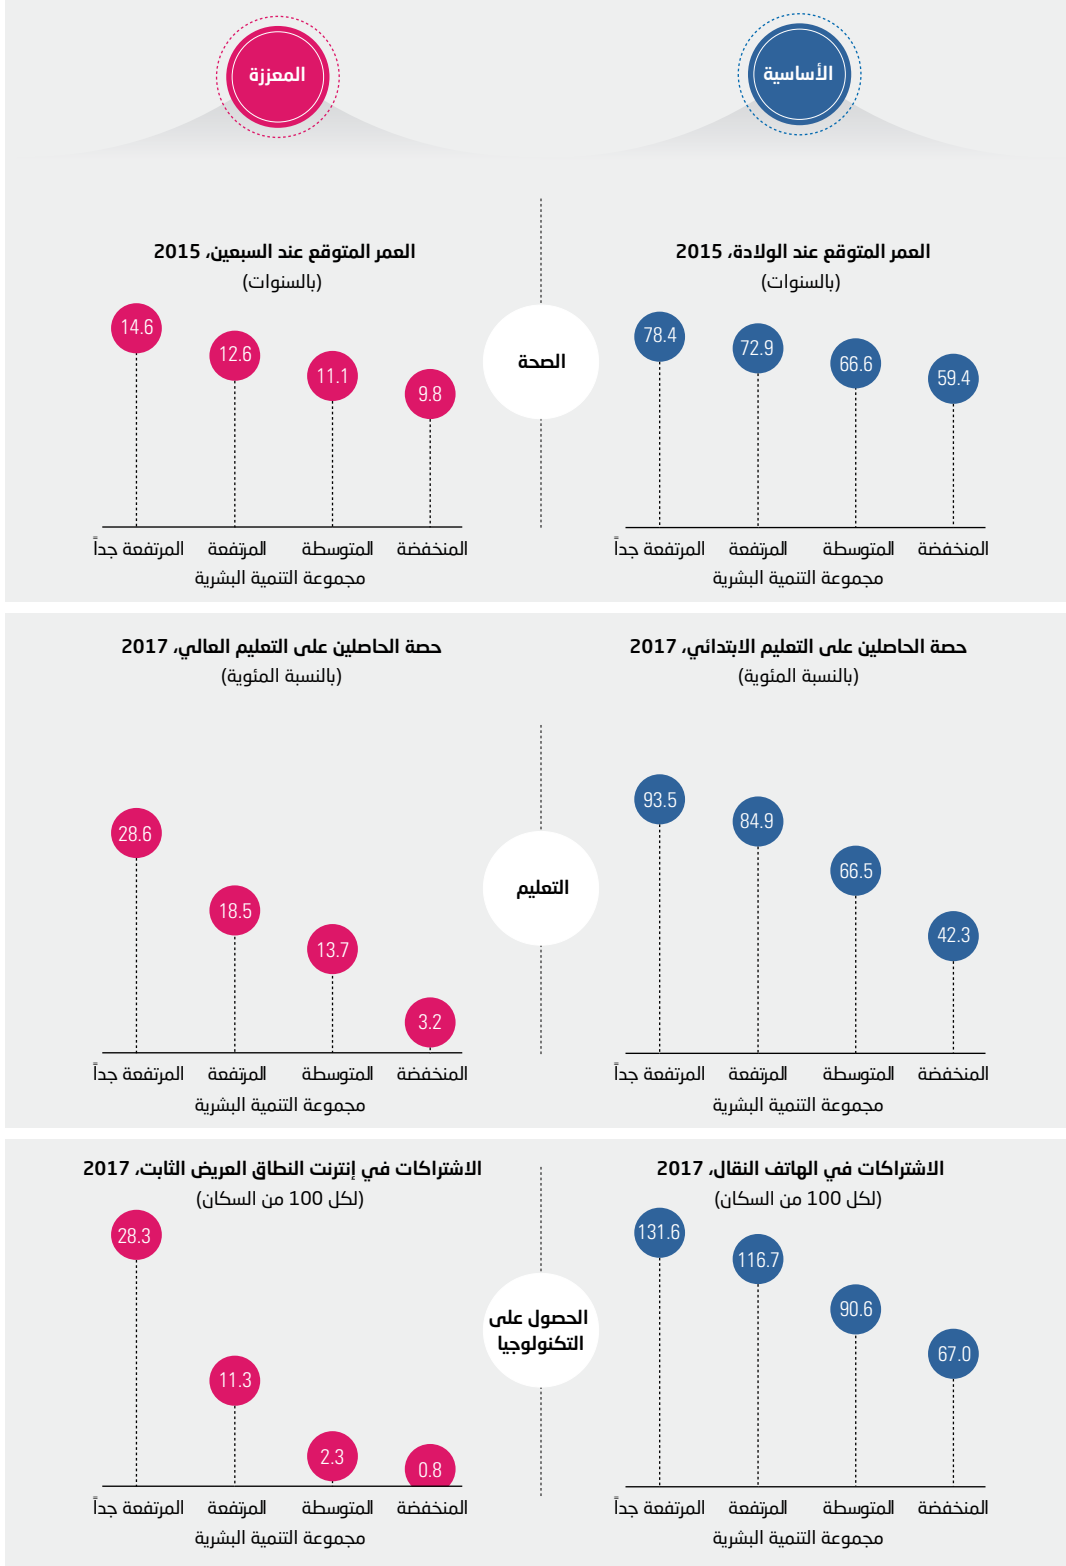 الأساسية
المعززة
العمر المتوقع عند الولادة، 2015
(بالسنوات)
59.4
66.6
72.9
78.4
المنخفضة
المتوسطة
المرتفعة
المرتفعة جداً
مجموعة التنمية البشرية
الصحة
العمر المتوقع عند السبعين، 2015
(بالسنوات)
9.8
11.1
12.6
14.6
المنخفضة
المتوسطة
المرتفعة
المرتفعة جداً
مجموعة التنمية البشرية
حصة الحاصلين على التعليم الابتدائي، 2017
(بالنسبة المئوية)
42.3
66.5
84.9
93.5
المنخفضة
المتوسطة
المرتفعة
المرتفعة جداً
مجموعة التنمية البشرية
التعليم
حصة الحاصلين على التعليم العالي، 2017
(بالنسبة المئوية)
3.2
13.7
18.5
28.6
المنخفضة
المتوسطة
المرتفعة
المرتفعة جداً
مجموعة التنمية البشرية
الاشتراكات في الهاتف النقال، 2017
(لكل 100 من السكان)
67.0
90.6
116.7
131.6
المنخفضة
المتوسطة
المرتفعة
المرتفعة جداً
مجموعة التنمية البشرية
الحصول على
التكنولوجيا
الاشتراكات في إنترنت النطاق العريض الثابت، 2017
(لكل 100 من السكان)
0.8
2.3
11.3
28.3
المنخفضة
المتوسطة
المرتفعة
المرتفعة جداً
مجموعة التنمية البشرية